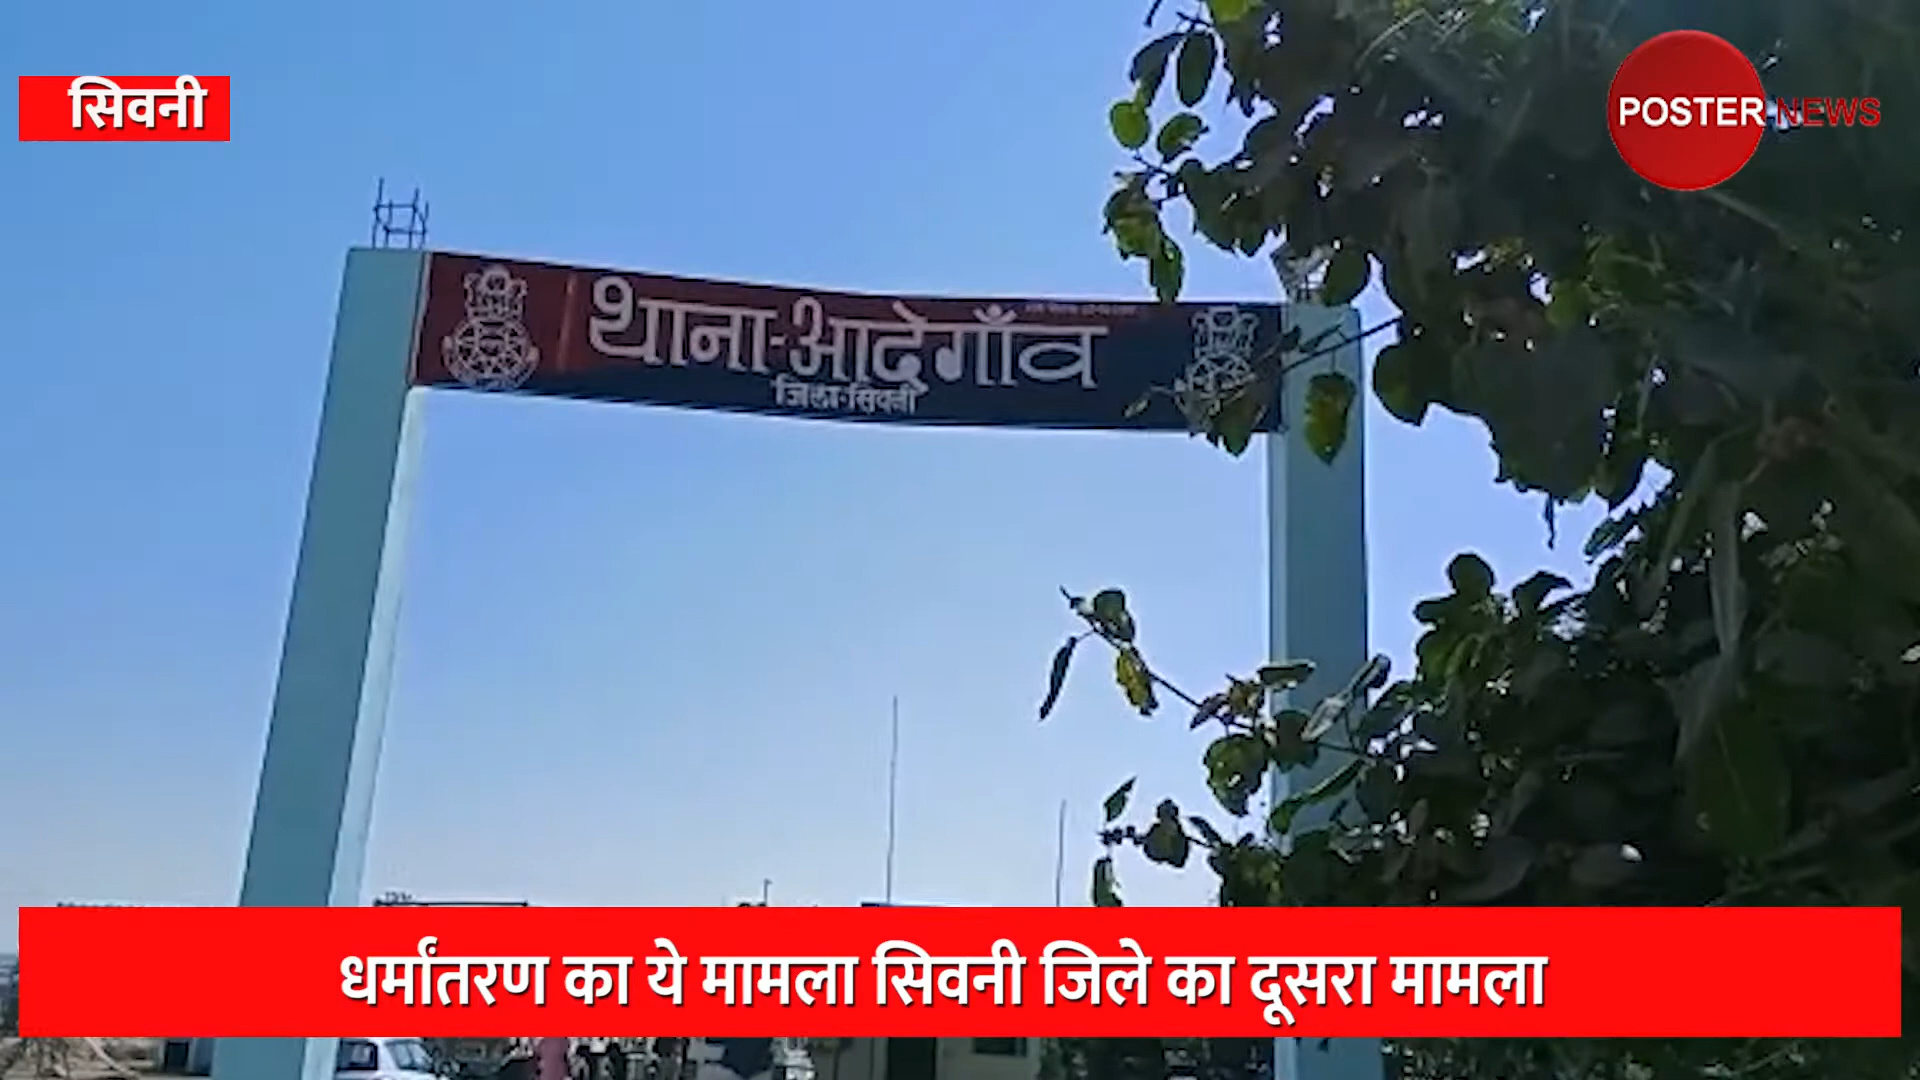 सिवनी
POSTER NEWS
थाना-आदेगाँव
जिला-सिवनी
धर्मांतरण का ये मामला सिवनी जिले का दूसरा मामला